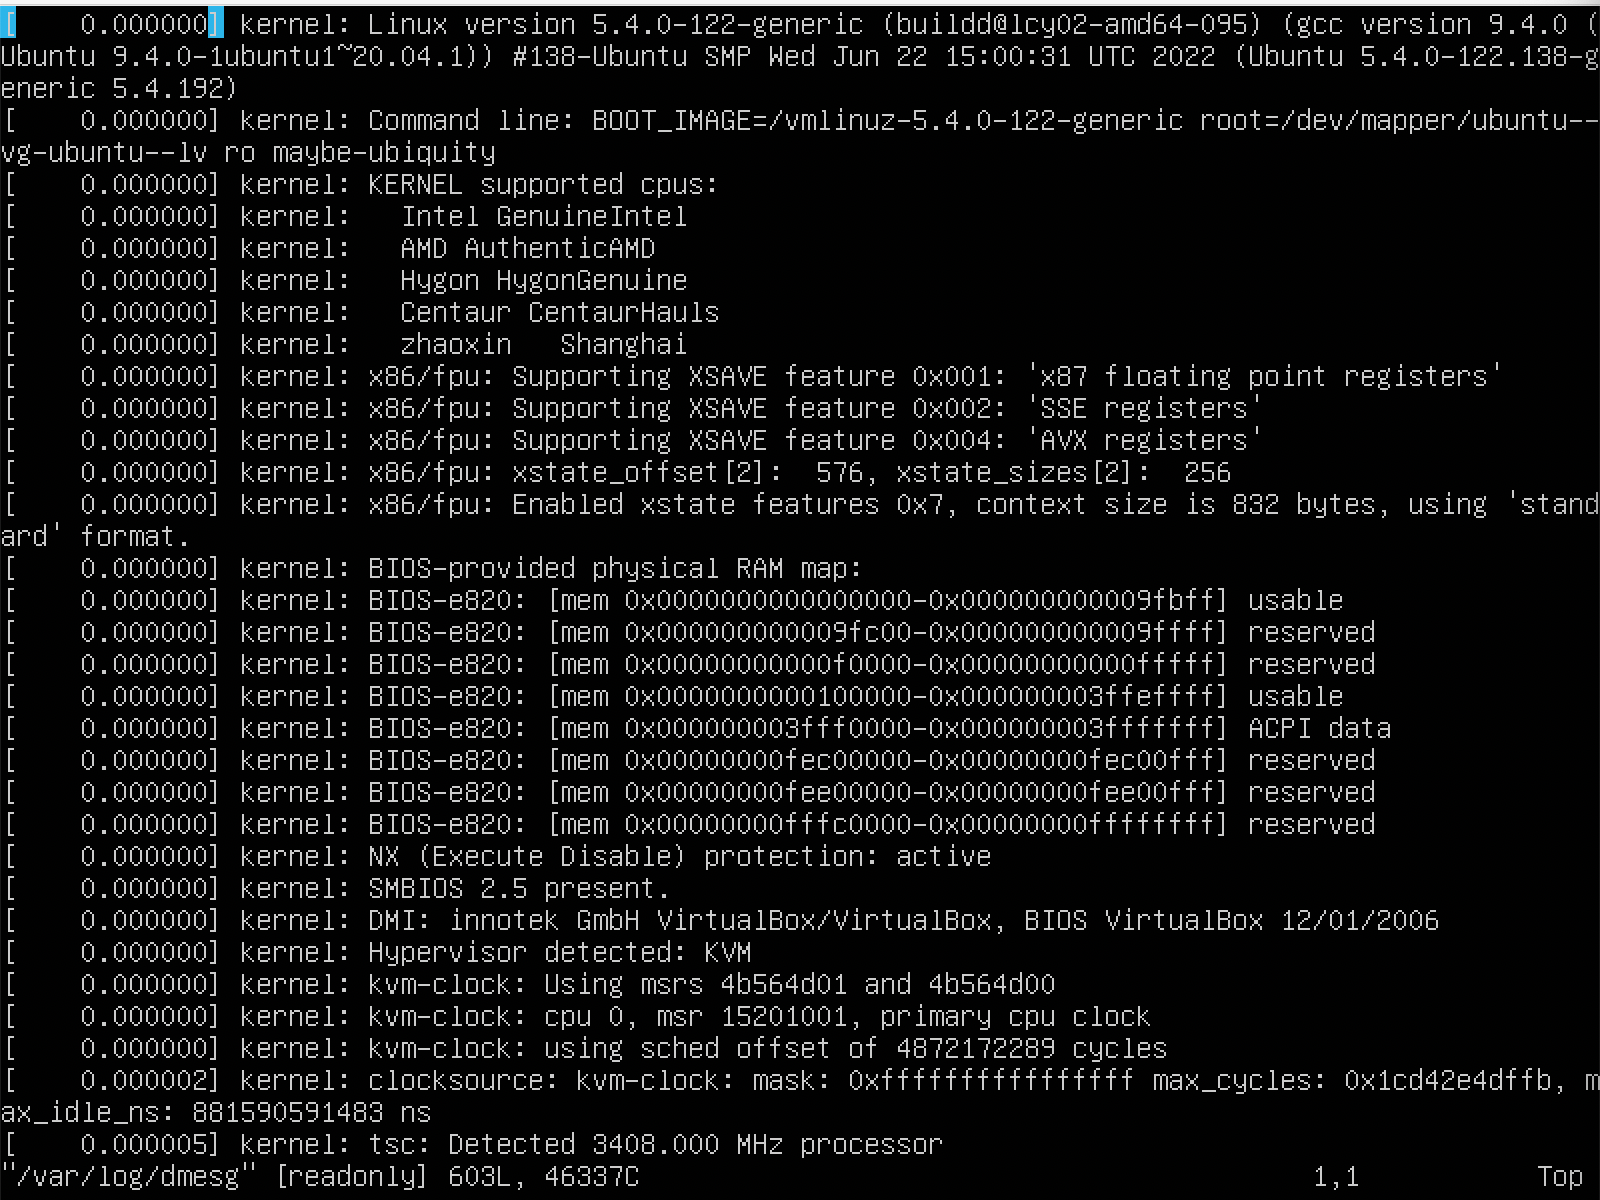 [    0.000000] kernel: Linux version 5.4.0-122-generic (buildd@lcy02-amd64-095) (gcc version 9.4.0 (
Ubuntu 9.4.0-1ubuntu1~20.04.1)) #138-Ubuntu SMP Wed Jun 22 15:00:31 UTC 2022 (Ubuntu 5.4.0-122.138-g
eneric 5.4.192)
[    0.000000] kernel: Command line: BOOT_IMAGE=/vmlinuz-5.4.0-122-generic root=/dev/mapper/ubuntu--
vg-ubuntu--lv ro maybe-ubiquity
[    0.000000] kernel: KERNEL supported cpus:
[    0.000000] kernel:   Intel GenuineIntel
[    0.000000] kernel:   AMD AuthenticAMD
[    0.000000] kernel:   Hygon HygonGenuine
[    0.000000] kernel:   Centaur CentaurHauls
[    0.000000] kernel:   zhaoxin   Shanghai
[    0.000000] kernel: x86/fpu: Supporting XSAVE feature 0x001: 'x87 floating point registers'
[    0.000000] kernel: x86/fpu: Supporting XSAVE feature 0x002: 'SSE registers'
[    0.000000] kernel: x86/fpu: Supporting XSAVE feature 0x004: 'AVX registers'
[    0.000000] kernel: x86/fpu: xstate_offset[2]:  576, xstate_sizes[2]:  256
[    0.000000] kernel: x86/fpu: Enabled xstate features 0x7, context size is 832 bytes, using 'stand
ard' format.
[    0.000000] kernel: BIOS-provided physical RAM map:
[    0.000000] kernel: BIOS-e820: [mem 0x0000000000000000-0x000000000009fbff] usable
[    0.000000] kernel: BIOS-e820: [mem 0x000000000009fc00-0x000000000009ffff] reserved
[    0.000000] kernel: BIOS-e820: [mem 0x00000000000f0000-0x00000000000fffff] reserved
[    0.000000] kernel: BIOS-e820: [mem 0x0000000000100000-0x000000003ffeffff] usable
[    0.000000] kernel: BIOS-e820: [mem 0x000000003fff0000-0x000000003fffffff] ACPI data
[    0.000000] kernel: BIOS-e820: [mem 0x00000000fec00000-0x00000000fec00fff] reserved
[    0.000000] kernel: BIOS-e820: [mem 0x00000000fee00000-0x00000000fee00fff] reserved
[    0.000000] kernel: BIOS-e820: [mem 0x00000000fffc0000-0x00000000ffffffff] reserved
[    0.000000] kernel: NX (Execute Disable) protection: active
[    0.000000] kernel: SMBIOS 2.5 present.
[    0.000000] kernel: DMI: innotek GmbH VirtualBox/VirtualBox, BIOS VirtualBox 12/01/2006
[    0.000000] kernel: Hypervisor detected: KVM
[    0.000000] kernel: kvm-clock: Using msrs 4b564d01 and 4b564d00
[    0.000000] kernel: kvm-clock: cpu 0, msr 15201001, primary cpu clock
[    0.000000] kernel: kvm-clock: using sched offset of 4872172289 cycles
[    0.000002] kernel: clocksource: kvm-clock: mask: 0xffffffffffffffff max_cycles: 0x1cd42e4dffb, m
ax_idle_ns: 881590591483 ns
[    0.000005] kernel: tsc: Detected 3408.000 MHz processor
"/var/log/dmesg" [readonly] 603L, 46337C                                          1,1           Top